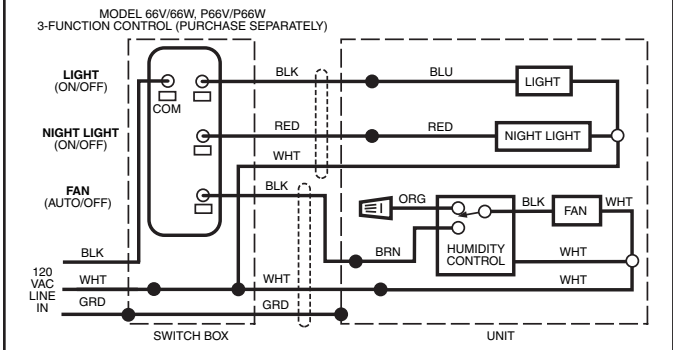 MODEL 66V/66W, P66V/P66W
3-FUNCTION CONTROL (PURCHASE SEPARATELY)
LIGHT
(ON/OFF)
COM
BLK
BLU
LIGHT
NIGHT LIGHT
(ON/OFF)
RED
RED
NIGHT LIGHT
WHT
FAN
(AUTO/OFF)
BLK
ORG
BLK
FAN
WHT
BRN
HUMIDITY
CONTROL
WHT
BLK
120
VAC
LINE
IN
WHT
WHT
WHT
GRD
GRD
SWITCH BOX
UNIT